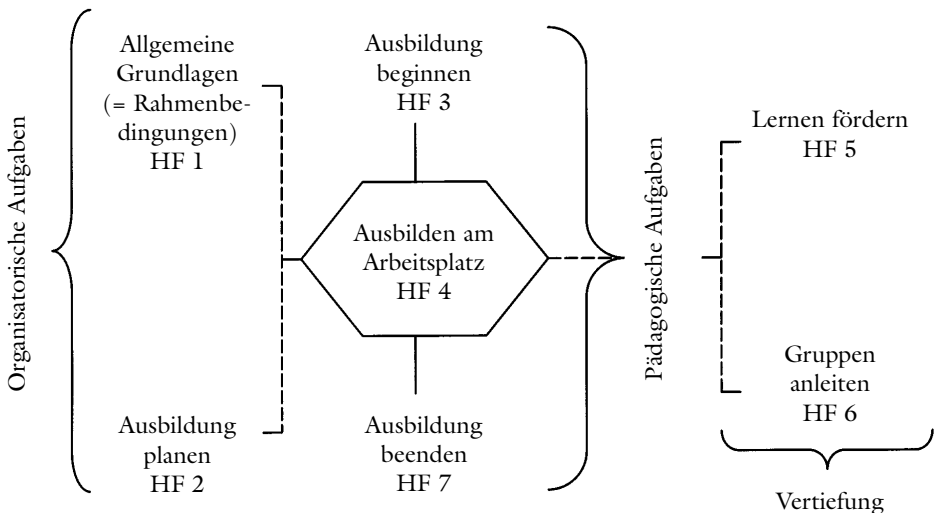 Organisatorische Aufgaben
Allgemeine
Grundlagen
(= Rahmenbe-
dingungen)
HF 1
Ausbildung
planen
HF 2
Ausbildung
beginnen
HF 3
Ausbilden am
Arbeitsplatz
HF 4
Ausbildung
beenden
HF 7
Pädagogische Aufgaben
Lernen fördern
HF 5
Gruppen
anleiten
HF 6
Vertiefung